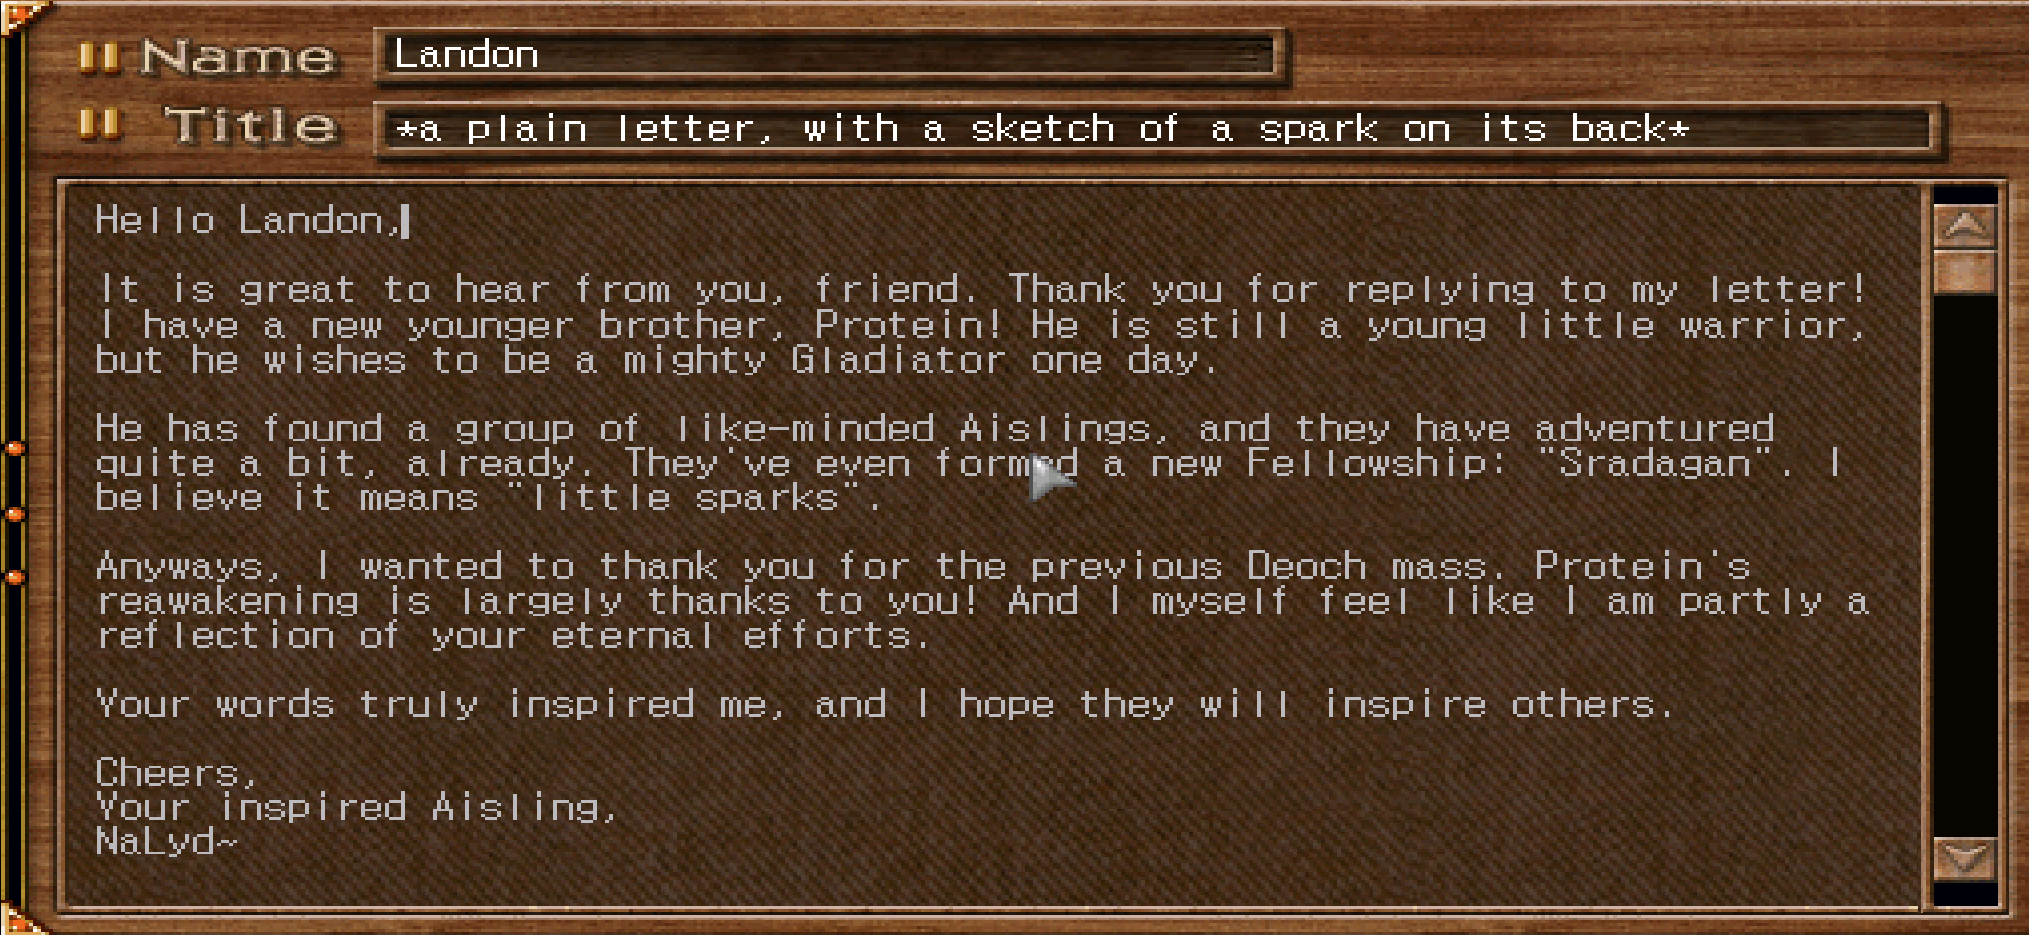 Name
Landon
Title
*a plain letter, with a sketch of a spark on its back*
Hello Landon,
It is great to hear from you, friend. Thank you for replying to my letter!
I have a new younger brother, Protein! He is still a young little warrior,
but he wishes to be a mighty Gladiator one day.
He has found a group of like-minded Aislings, and they have adventured
quite a bit, already. They've even formed a new Fellowship: "Sradagan". I
believe it means "little sparks".
Anyways, I wanted to thank you for the previous Deoch mass. Protein's
reawakening is largely thanks to you! And I myself feel like I am partly a
reflection of your eternal efforts.
Your words truly inspired me, and I hope they will inspire others.
Cheers,
Your inspired Aisling,
NaLyd~